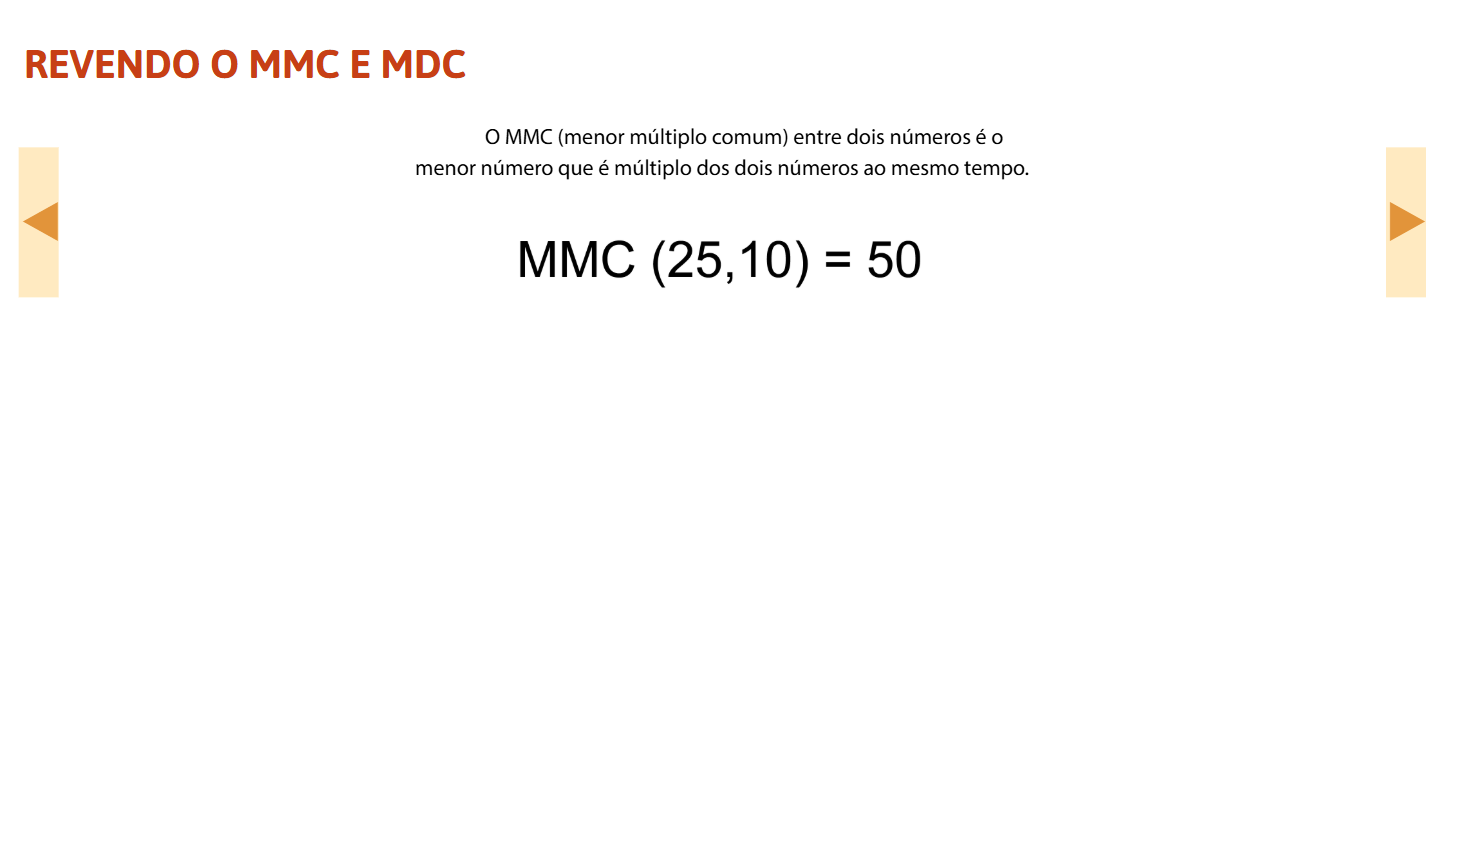 REVENDO O MMC E MDC
O MMC (menor múltiplo comum) entre dois números é o
menor número que é múltiplo dos dois números ao mesmo tempo.
MMC (25,10) = 50